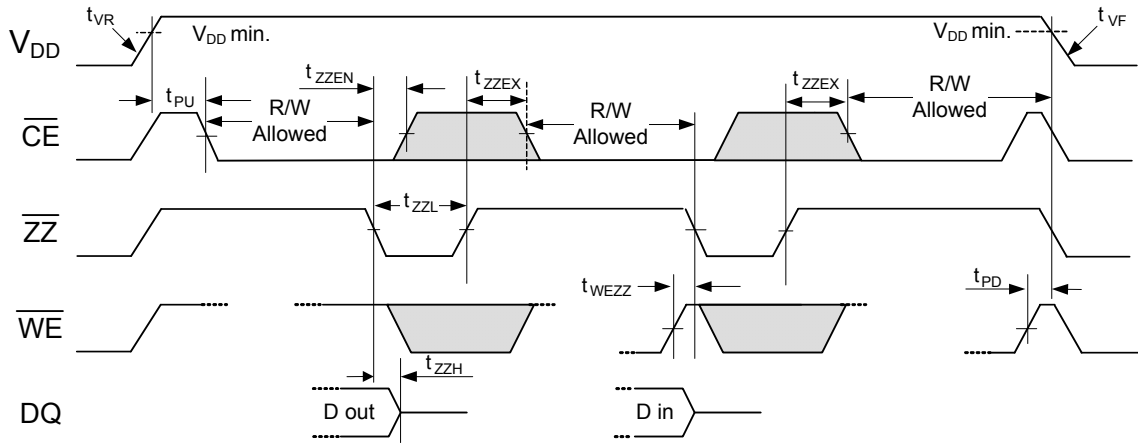 tVR
VDD
VDD min.
VDD min.
tVF
tPU
R/W
Allowed
tZZEN
tZZEX
R/W
Allowed
tZZEX
R/W
Allowed
CE
ZZ
tZZL
WE
tWEZZ
tPD
tZZH
DQ
D out
D in